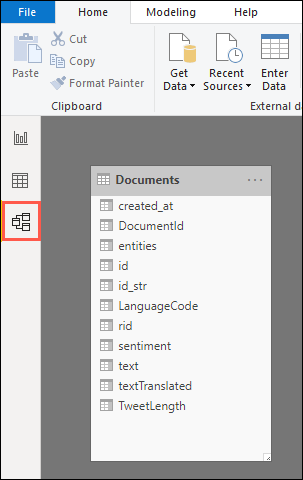 File Home Modeling Help
Paste
Cut
Copy
Format Painter
Clipboard
Get Data
Recent Sources
Enter Data
External d
Documents ...
created_at
DocumentId
entities
id
id_str
LanguageCode
rid
sentiment
text
textTranslated
TweetLength